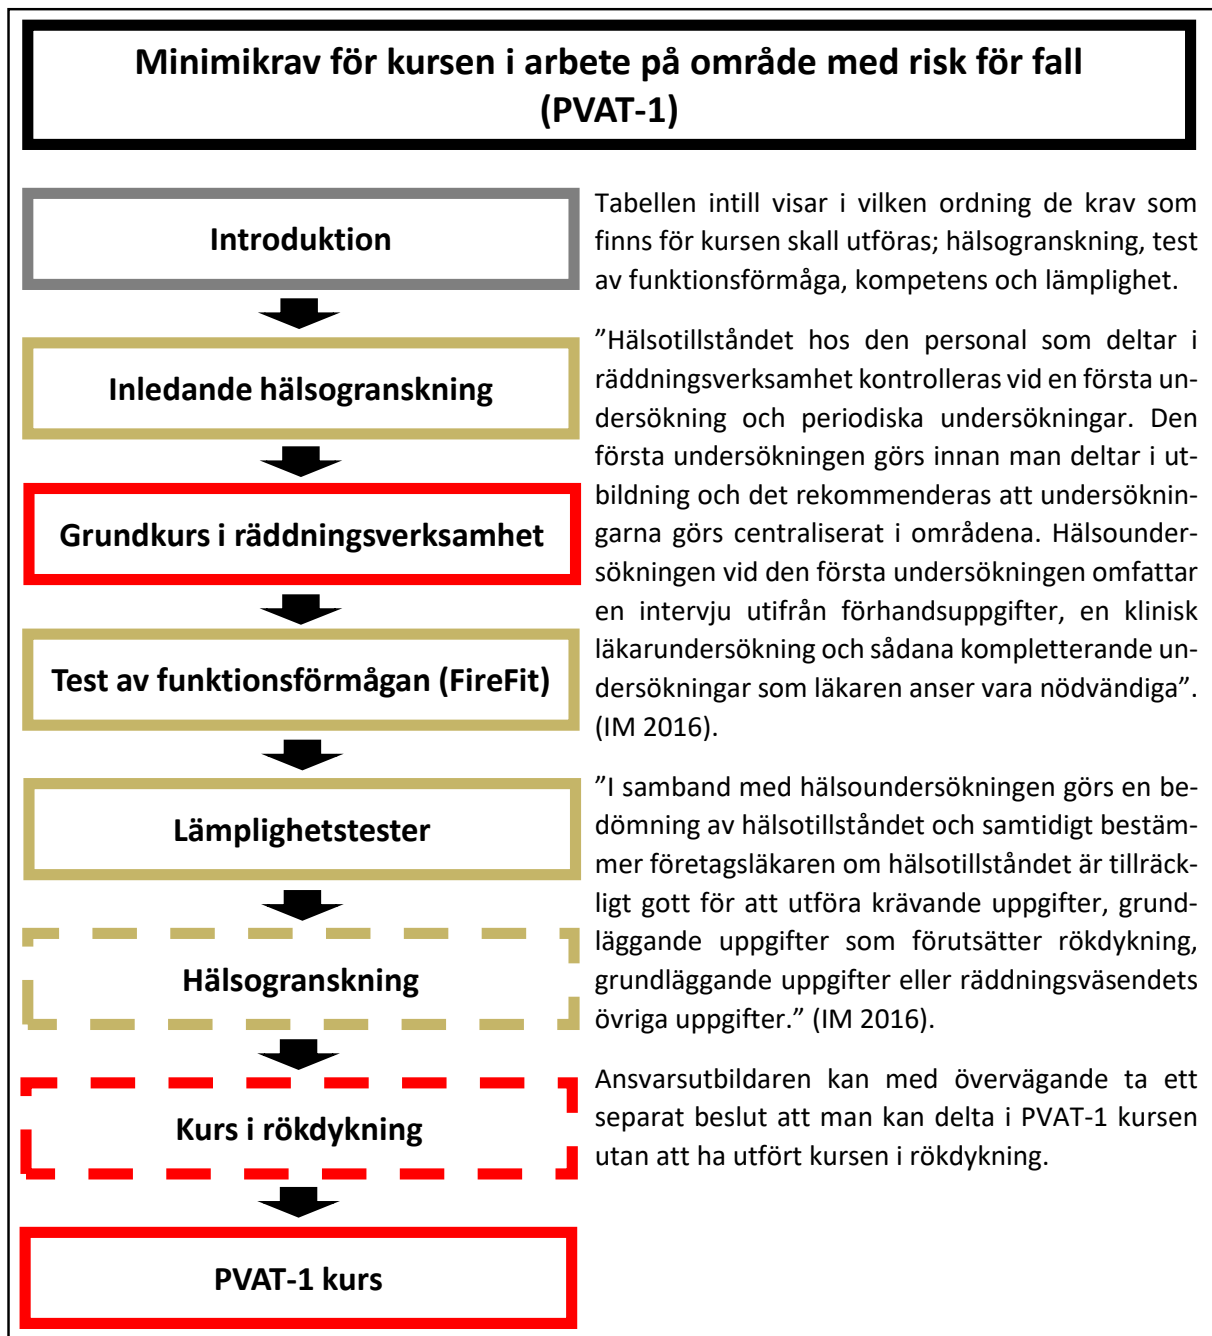 Minimikrav för kursen i arbete på område med risk för fall
(PVAT-1)
Introduktion
Inledande hälsogranskning
Grundkurs i räddningsverksamhet
Test av funktionsförmågan (FireFit)
Lämplighetstester
Hälsogranskning
Kurs i rökdykning
PVAT-1 kurs
Tabellen intill visar i vilken ordning de krav som
finns för kursen skall utföras; hälsogranskning, test
av funktionsförmåga, kompetens och lämplighet.
”Hälsotillståndet hos den personal som deltar i
räddningsverksamhet kontrolleras vid en första un-
dersökning och periodiska undersökningar. Den
första undersökningen görs innan man deltar i ut-
bildning och det rekommenderas att undersöknin-
garna görs centraliserat i områdena. Hälsounder-
sökningen vid den första undersökningen omfattar
en intervju utifrån förhandsuppgifter, en klinisk
läkarundersökning och sådana kompletterande un-
dersökningar som läkaren anser vara nödvändiga”.
(IM 2016).
”I samband med hälsoundersökningen görs en be-
dömning av hälsotillståndet och samtidigt bestäm-
mer företagsläkaren om hälsotillståndet är tillräck-
ligt gott för att utföra krävande uppgifter, grund-
läggande uppgifter som förutsätter rökdykning,
grundläggande uppgifter eller räddningsväsendets
övriga uppgifter.” (IM 2016).
Ansvarsutbildaren kan med övervägande ta ett
separat beslut att man kan delta i PVAT-1 kursen
utan att ha utfört kursen i rökdykning.